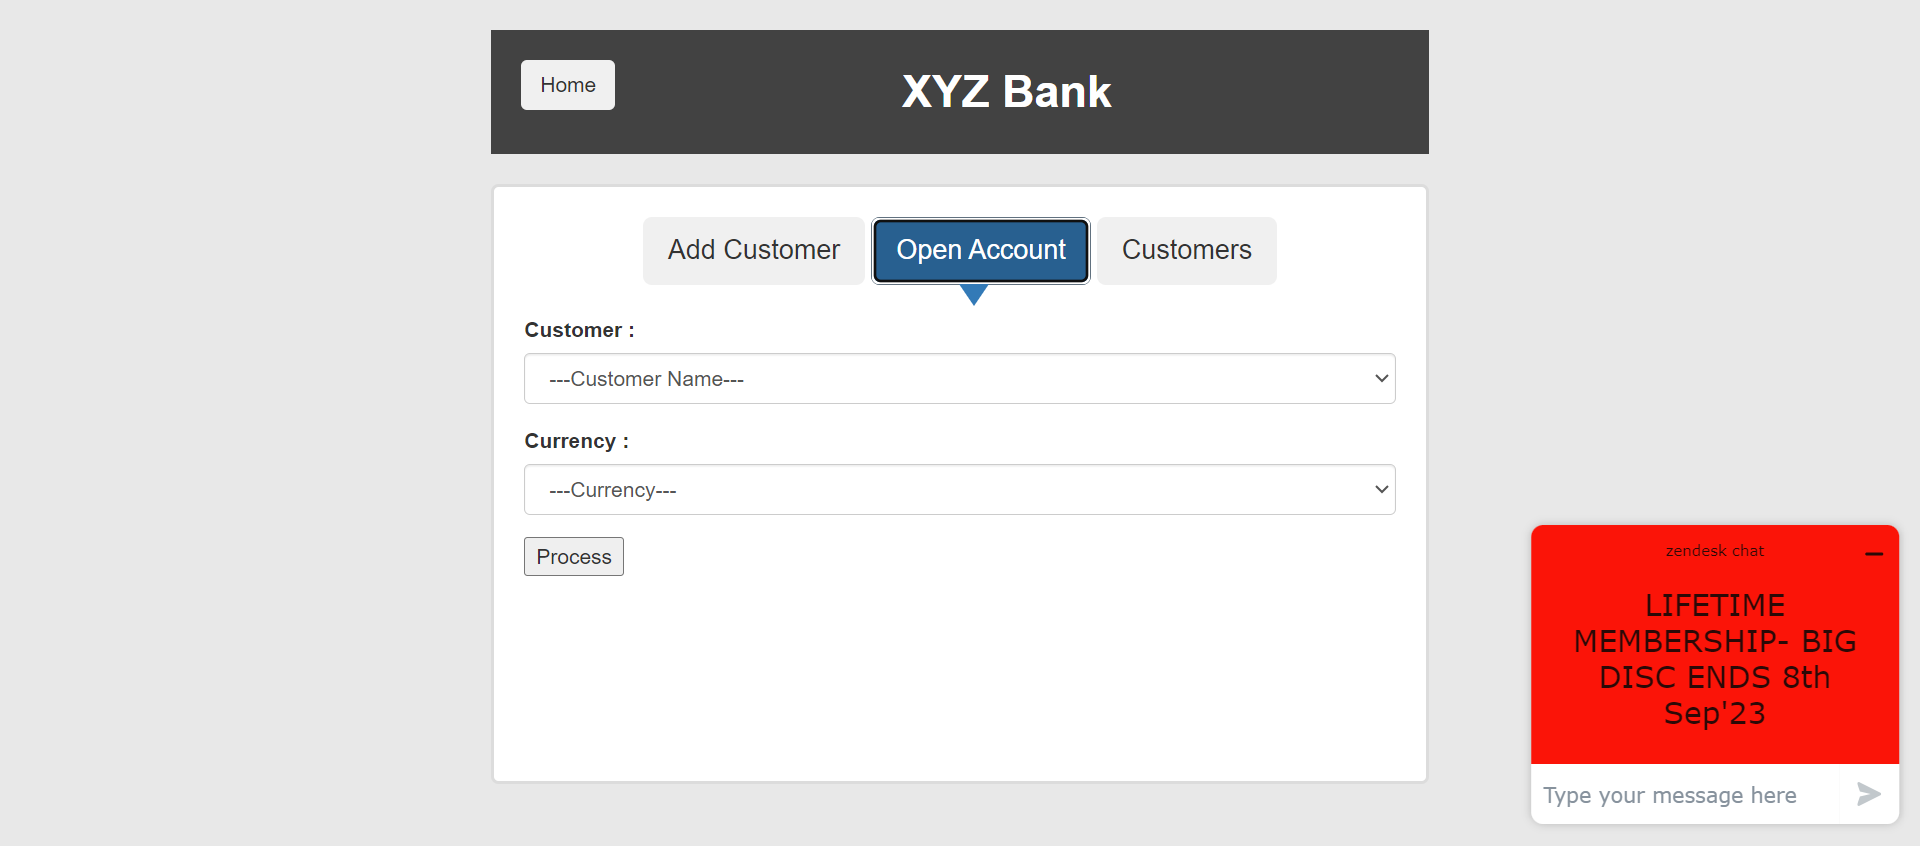 Home
XYZ Bank
Add Customer
Open Account
Customers
Customer :
---Customer Name---
Currency :
---Currency---
Process
zendesk chat
LIFETIME
MEMBERSHIP- BIG
DISC ENDS 8th
Sep'23
Type your message here